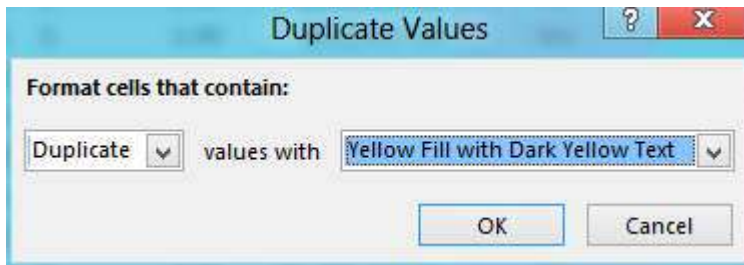 Duplicate Values ?
Format cells that contain:
Duplicate values with Yellow Fill with Dark Yellow Text
OK Cancel